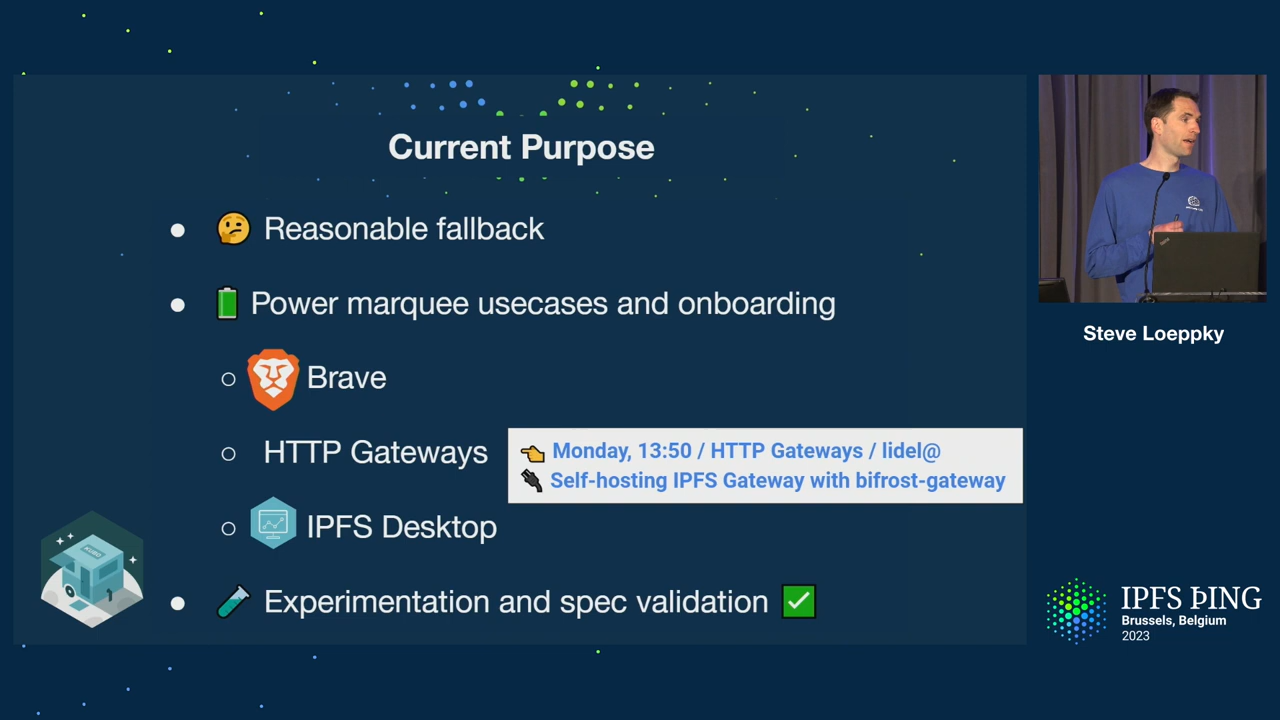 Current Purpose
Reasonable fallback
Power marquee usecases and onboarding
Brave
HTTP Gateways
Monday, 13:50 / HTTP Gateways / lidel@
Self-hosting IPFS Gateway with bifrost-gateway
IPFS Desktop
Experimentation and spec validation
Steve Loeppky
IPFS ÞING
Brussels, Belgium
2023